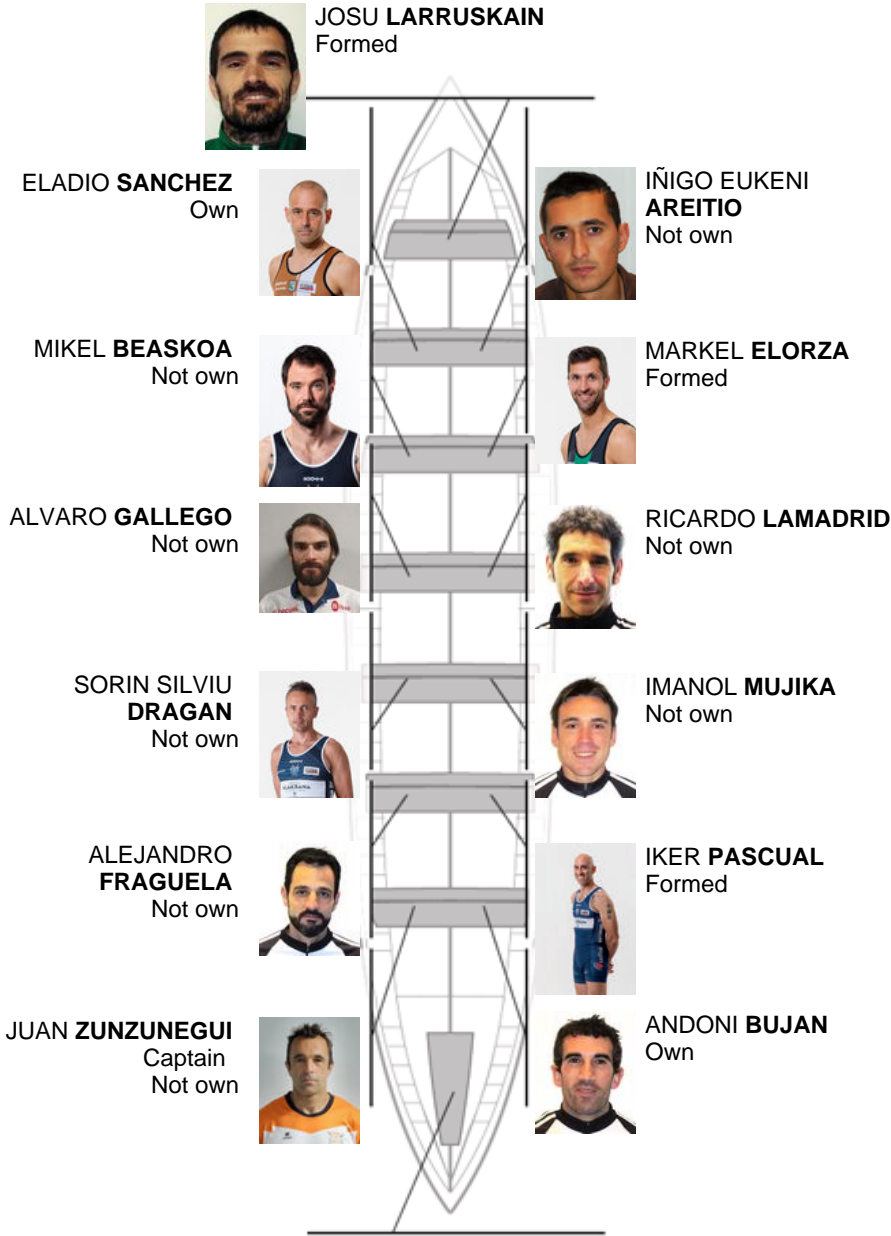 JOSU LARRUSKAIN
Formed
ELADIO SANCHEZ
Own
IÑIGO EUKENI
AREITIO
Not own
MIKEL BEASKOA
Not own
MARKEL ELORZA
Formed
ALVARO GALLEGO
Not own
RICARDO LAMADRID
Not own
SORIN SILVIU
DRAGAN
Not own
IMANOL MUJIKA
Not own
ALEJANDRO
FRAGUELA
Not own
IKER PASCUAL
Formed
JUAN ZUNZUNEGUI
Captain
Not own
ANDONI BUJAN
Own